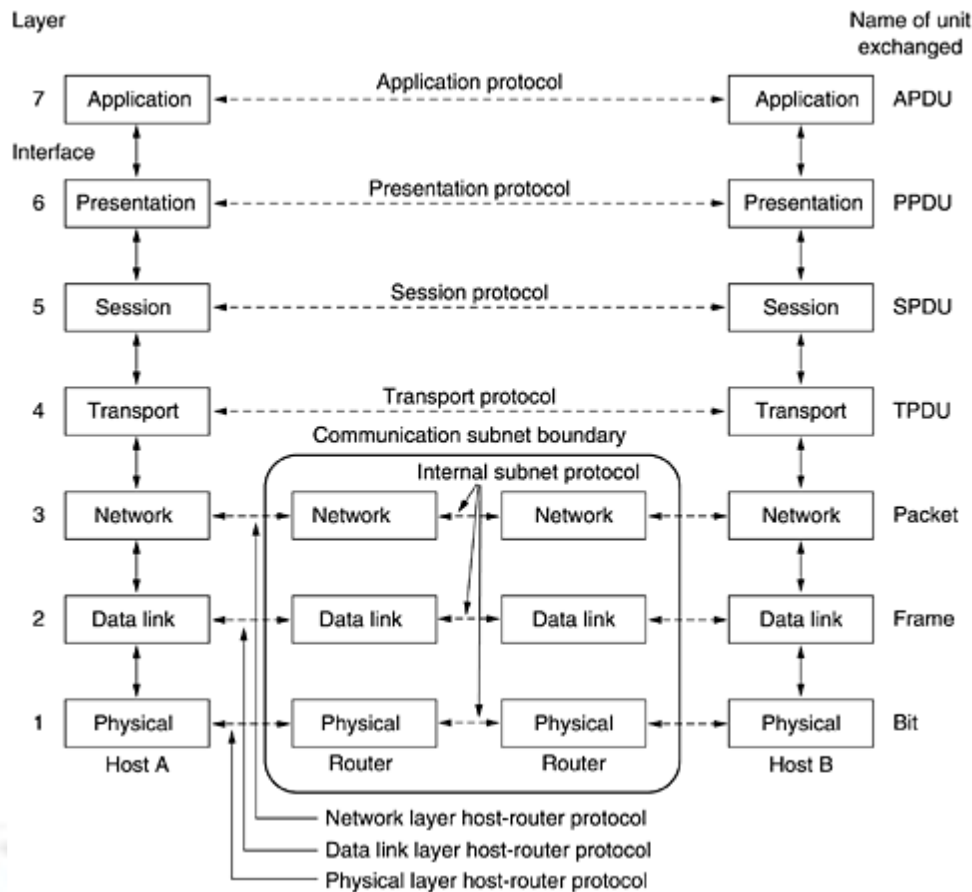 Layer
Name of unit
exchanged
Application protocol
7 Application Application APDU
Interface
Presentation protocol
6 Presentation Presentation PPDU
Session protocol
5 Session Session SPDU
Transport protocol
4 Transport Transport TPDU
Communication subnet boundary
Internal subnet protocol
3 Network Network Network Network Packet
2 Data link Data link Data link Data link Frame
1 Physical Physical Physical Physical Bit
Host A Router Router Host B
Network layer host-router protocol
Data link layer host-router protocol
Physical layer host-router protocol